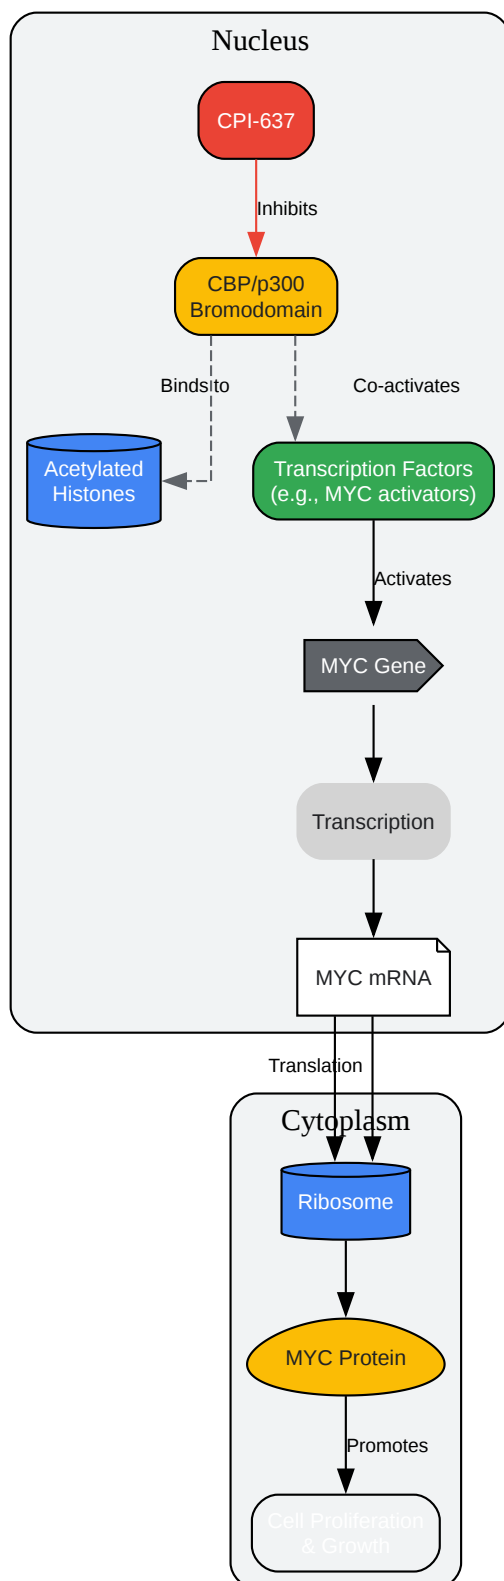 Nucleus
CPI-637
Inhibits
CBP/p300
Bromodomain
Binds to
Co-activates
Acetylated
Histones
Transcription Factors
(e.g., MYC activators)
Activates
MYC Gene
Transcription
MYC mRNA
Translation
Cytoplasm
Ribosome
MYC Protein
Promotes
Cell Proliferation
& Growth